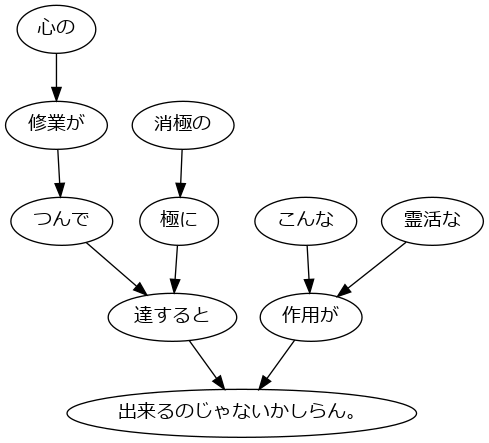 心の
修業が
消極の
つんで
極に
こんな
霊活な
達すると
作用が
出来るのじゃないかしらん。